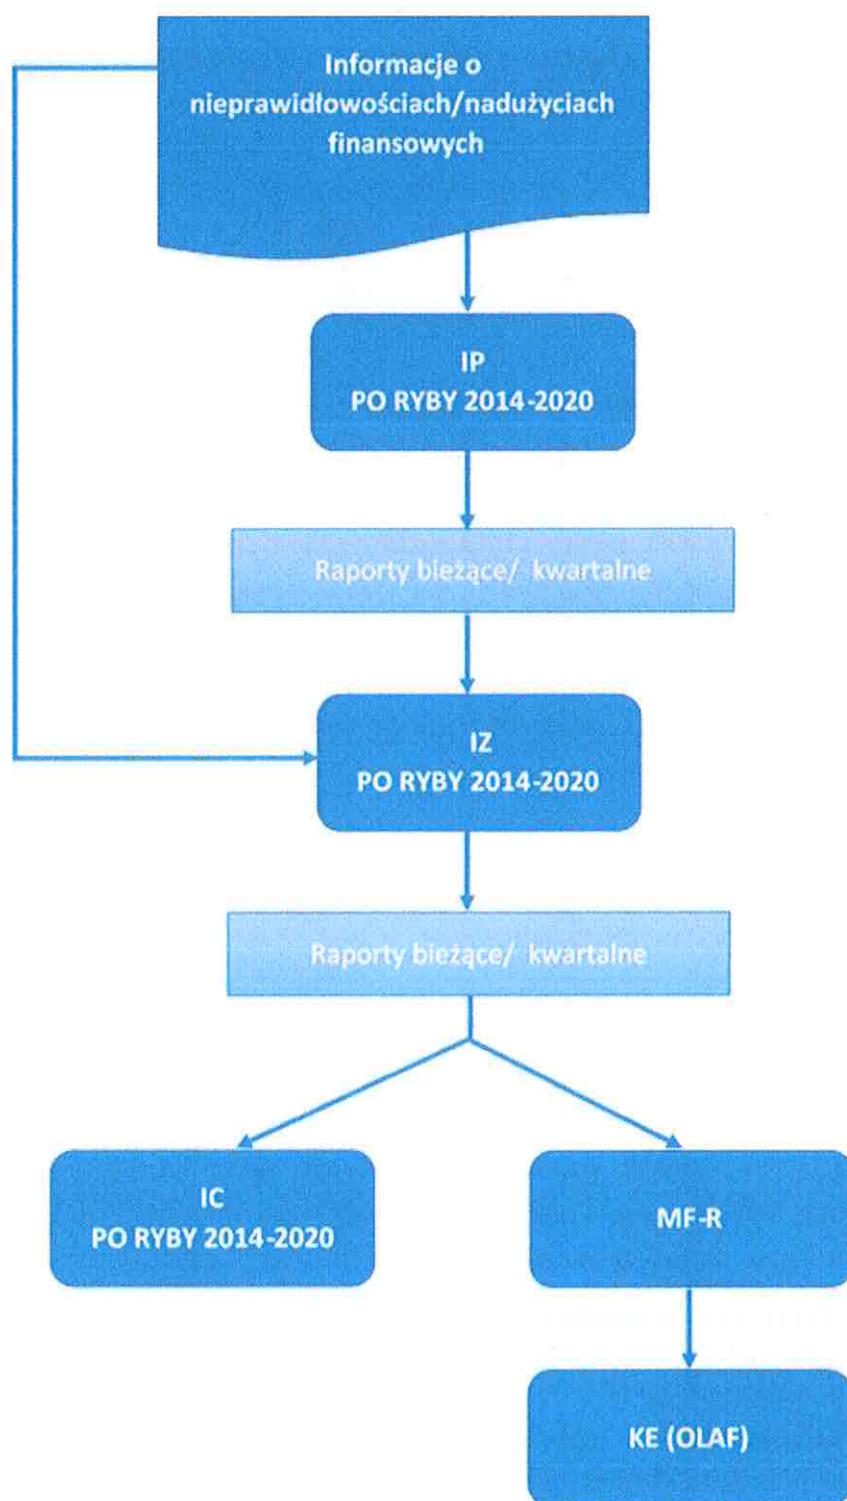 Informacje o
nieprawidłowościach/nadużyciach
finansowych
IP
PO RYBY 2014-2020
Raporty bieżące/ kwartalne
IZ
PO RYBY 2014-2020
Raporty bieżące/ kwartalne
IC
PO RYBY 2014-2020
MF-R
KE (OLAF)